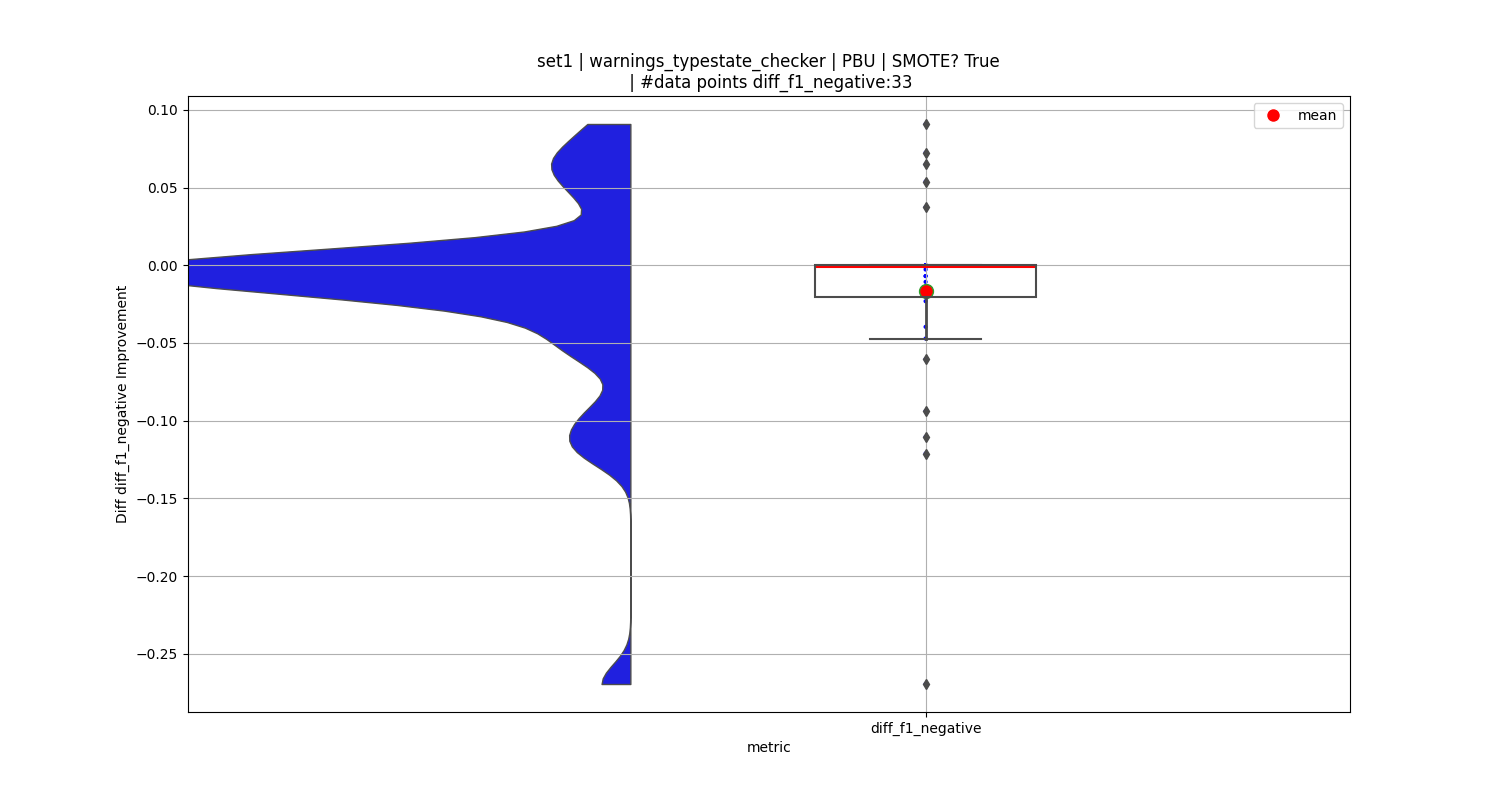 set1 | warnings_typestate_checker | PBU | SMOTE? True
| #data points diff_f1_negative:33
mean
0.10
0.05
0.00
−0.05
−0.10
−0.15
−0.20
−0.25
Diff diff_f1_negative Improvement
diff_f1_negative
metric